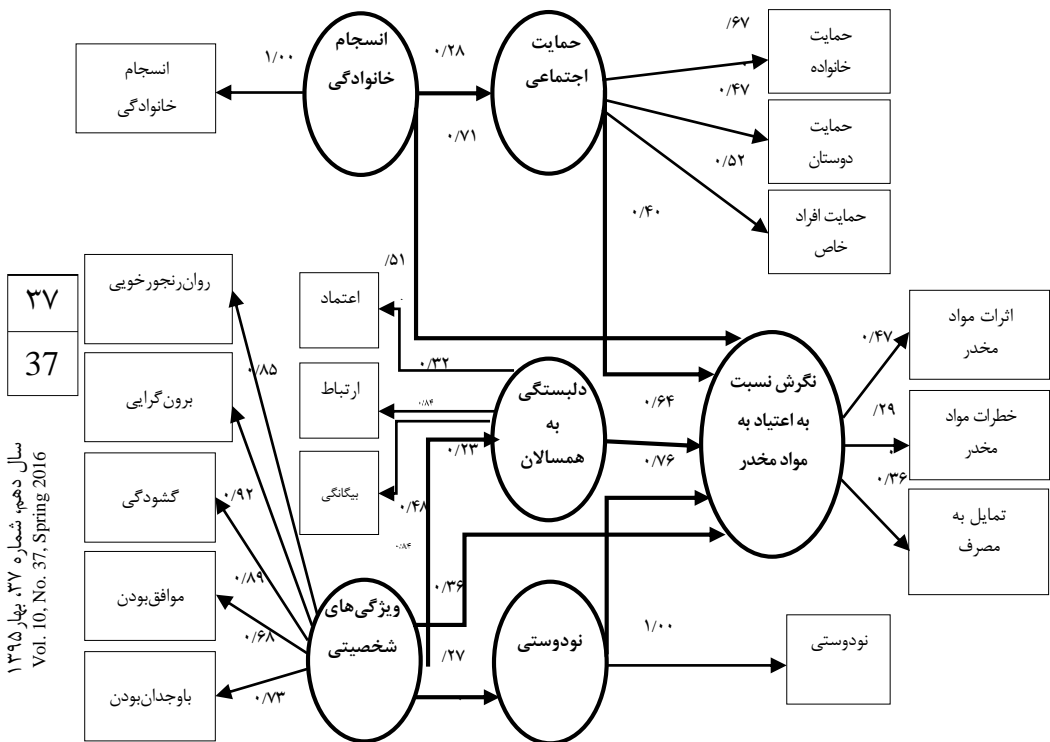 انسجام
خانوادگی
۱/۰۰
انسجام
خانوادگی
۰/۲۸
۰/۷۱
حمایت
اجتماعی
/۶۷
۰/۴۷
۰/۵۲
۰/۴۰
حمایت
خانواده
حمایت
دوستان
حمایت افراد
خاص
روان‌رنجورخویی
برون‌گرایی
گشودگی
موافق‌بودن
باوجدان‌بودن
۰/۸۵
۰/۹۲
۰/۸۹
۰/۶۸
۰/۷۳
ویژگی‌های
شخصیتی
/۵۱
اعتماد
ارتباط
بیگانگی
۰/۳۲
۰/۸۴
۰/۲۳
۰/۴۸
۰/۸۴
۰/۳۶
/۲۷
دلبستگی
به
همسالان
۰/۶۴
۰/۷۶
نگرش نسبت
به اعتیاد به
مواد مخدر
۰/۴۷
/۲۹
۰/۳۶
اثرات مواد
مخدر
خطرات مواد
مخدر
تمایل به
مصرف
نودوستی
۱/۰۰
نودوستی
۳۷
37
سال دهم، شماره ۳۷، بهار ۱۳۹۵
Vol. 10, No. 37, Spring 2016